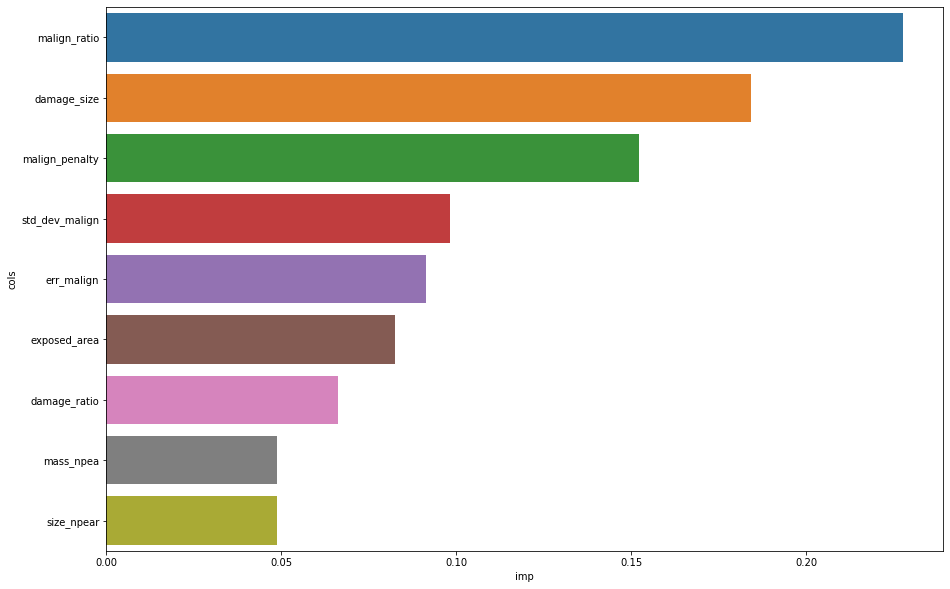 malign_ratio
damage_size
malign_penalty
std_dev_malign
err_malign
exposed_area
damage_ratio
mass_npea
size_npear
cols
0.00 0.05 0.10 0.15 0.20
imp